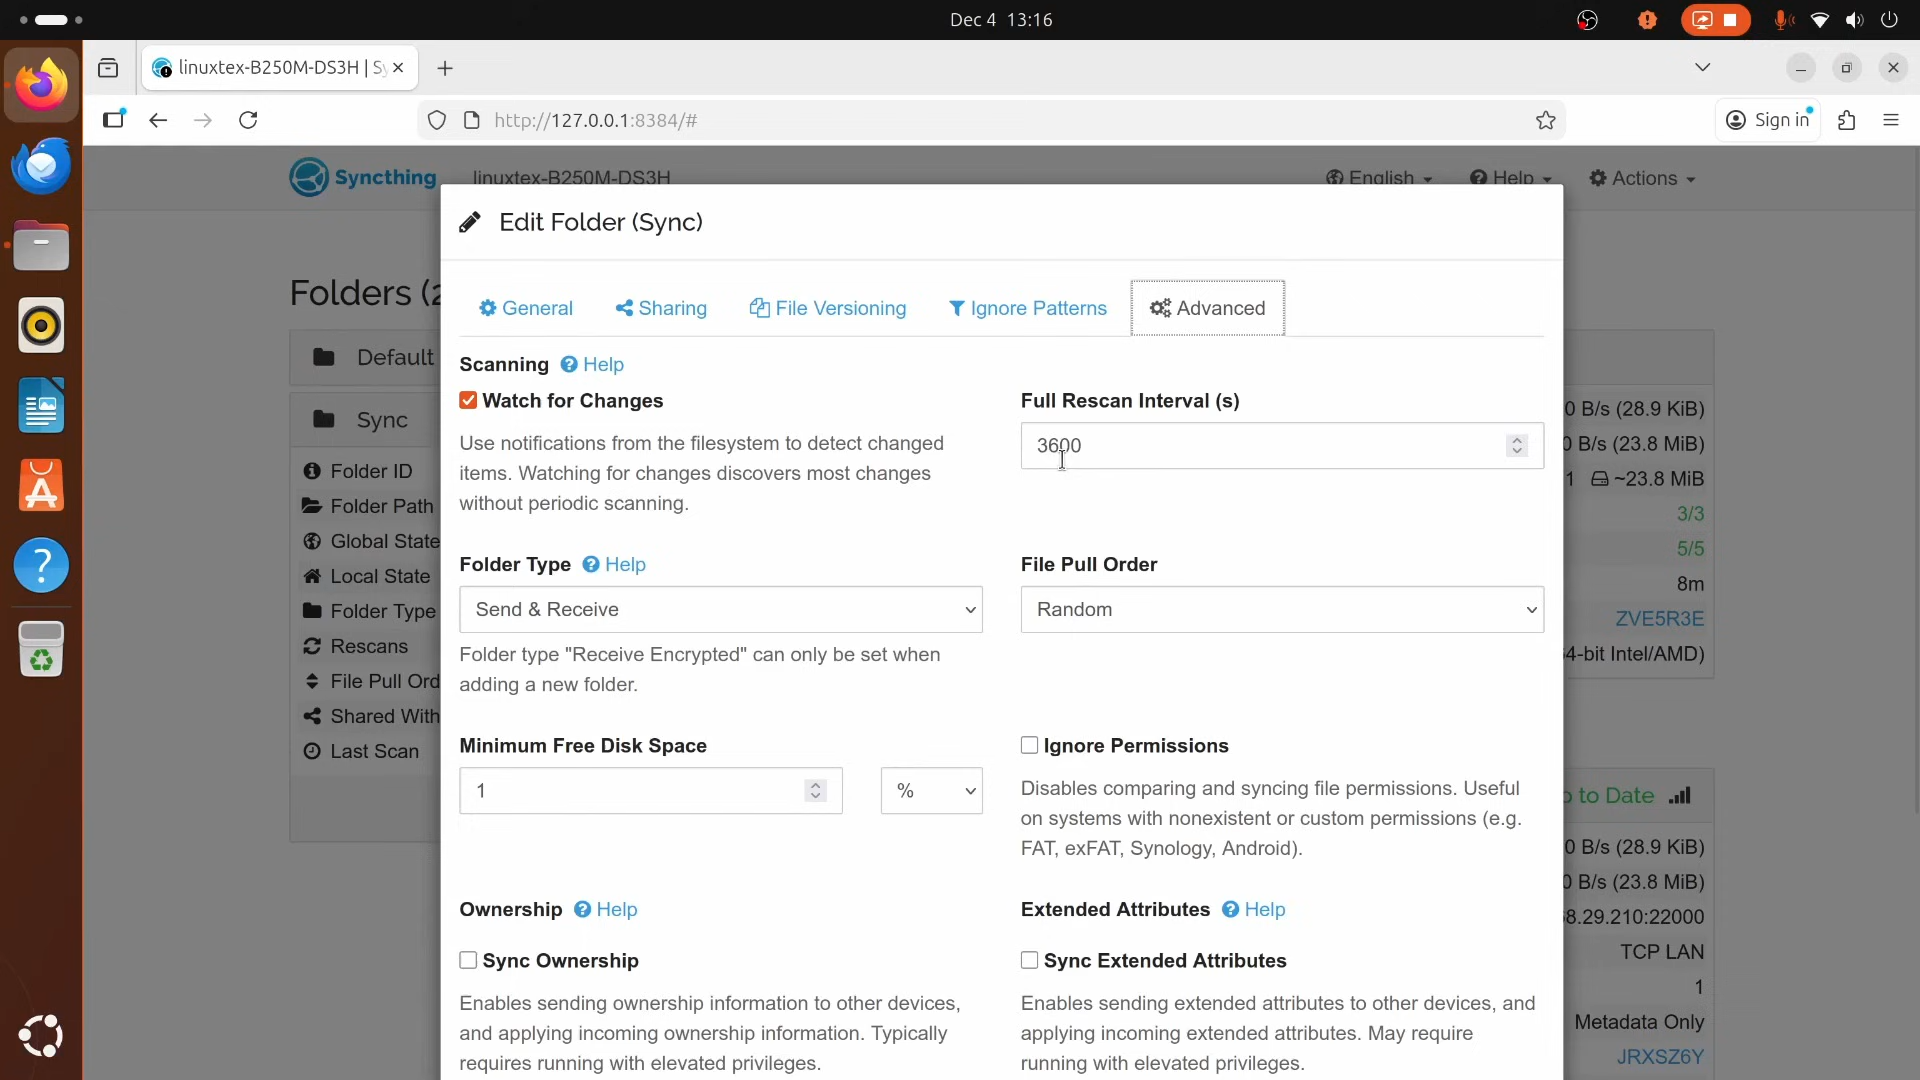 Dec 4 13:16
linuxtex-B250M-DS3H | Sy
http://127.0.0.1:8384/#
Sign in
Syncthing
linuxtex-B250M-DS3H
English
Help
Actions
Edit Folder (Sync)
Folders (2
General
Sharing
File Versioning
Ignore Patterns
Advanced
Default
Sync
Folder ID
Folder Path
Global State
Local State
Folder Type
Rescans
File Pull Ord
Shared With
Last Scan
Scanning Help
Watch for Changes
Use notifications from the filesystem to detect changed
items. Watching for changes discovers most changes
without periodic scanning.
Full Rescan Interval (s)
3600
Folder Type Help
Send & Receive
Folder type "Receive Encrypted" can only be set when
adding a new folder.
File Pull Order
Random
Minimum Free Disk Space
1
%
Ignore Permissions
Disables comparing and syncing file permissions. Useful
on systems with nonexistent or custom permissions (e.g.
FAT, exFAT, Synology, Android).
Ownership Help
Sync Ownership
Enables sending ownership information to other devices,
and applying incoming ownership information. Typically
requires running with elevated privileges.
Extended Attributes Help
Sync Extended Attributes
Enables sending extended attributes to other devices, and
applying incoming extended attributes. May require
running with elevated privileges.
0 B/s (28.9 KiB)
0 B/s (23.8 MiB)
1 ~23.8 MiB
3/3
5/5
8m
ZVE5R3E
4-bit Intel/AMD)
to Date
0 B/s (28.9 KiB)
0 B/s (23.8 MiB)
8.29.210:22000
TCP LAN
1
Metadata Only
JRXSZ6Y